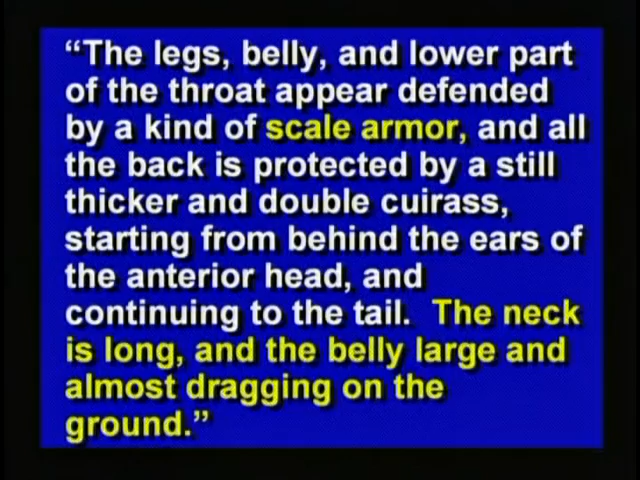 “The legs, belly, and lower part
of the throat appear defended
by a kind of scale armor, and all
the back is protected by a still
thicker and double cuirass,
starting from behind the ears of
the anterior head, and
continuing to the tail.  The neck
is long, and the belly large and
almost dragging on the
ground.”